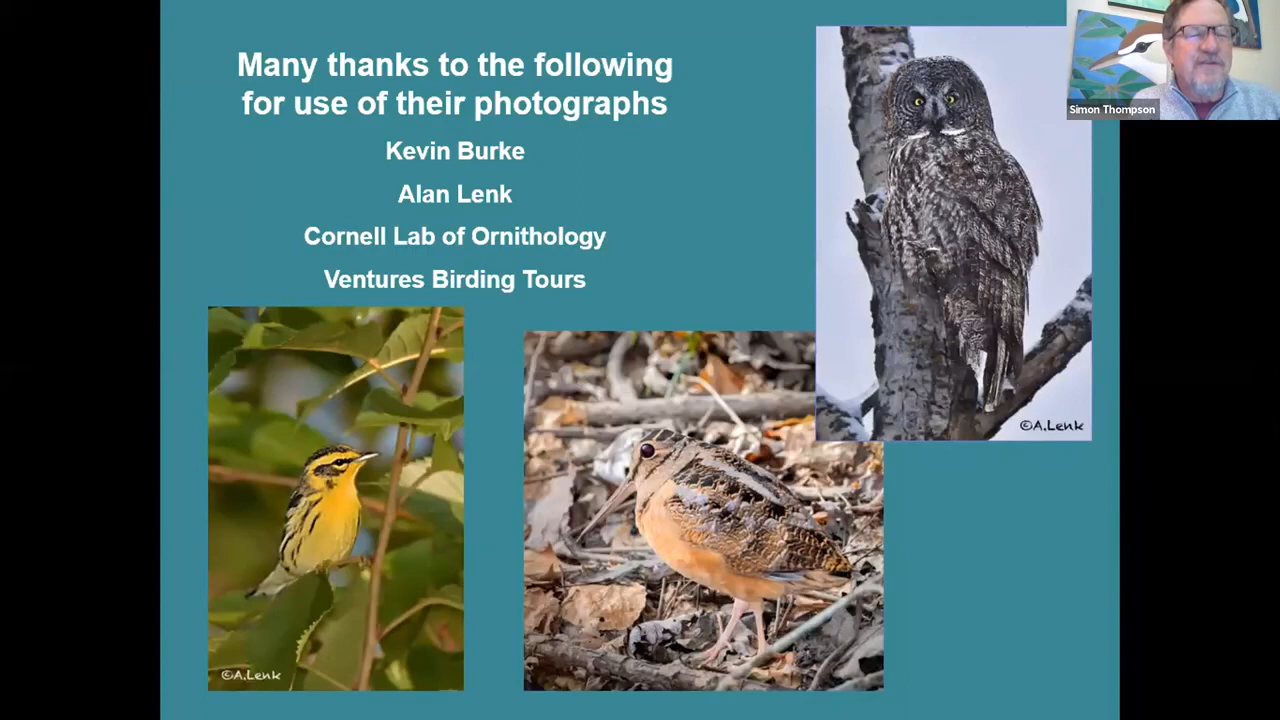 Many thanks to the following
for use of their photographs
Kevin Burke
Alan Lenk
Cornell Lab of Ornithology
Ventures Birding Tours
Simon Thompson
©A.Lenk
©A.Lenk